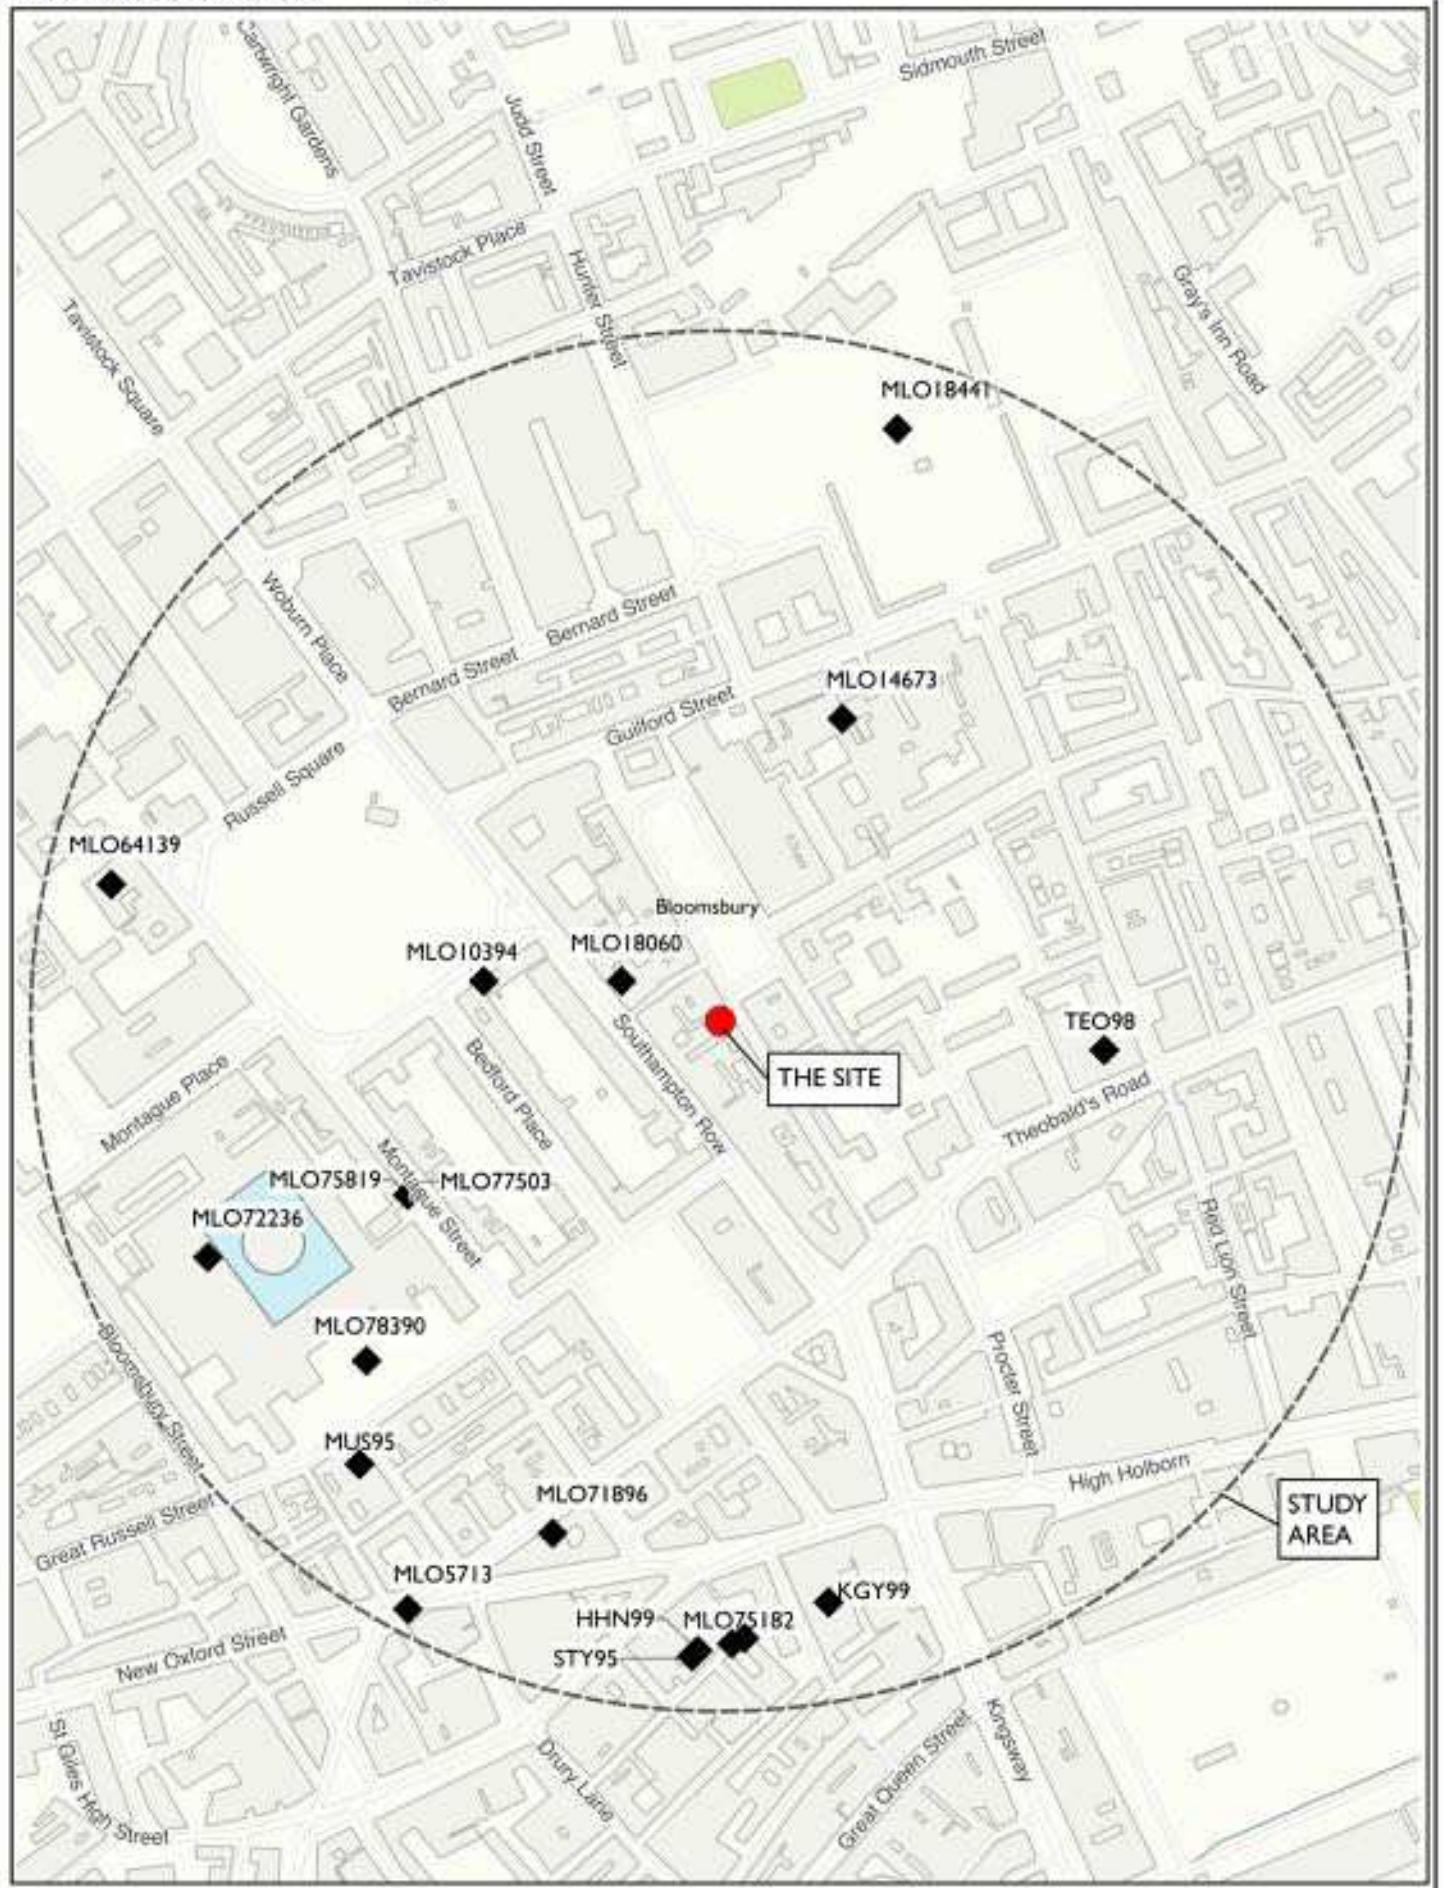 Sidmouth Street
Cartwright Gardens
Judd Street
Tavistock Place
Hunter Street
Gray's Inn Road
Tavistock Square
MLO18441
Woburn Place
Bernard Street
Bernard Street
MLO14673
Guilford Street
Russell Square
MLO64139
Bloomsbury
MLO18060
MLO10394
TEO98
Southampton Row
THE SITE
Bedford Place
Montague Place
Theobald's Road
MLO75819
MLO77503
Montague Street
MLO72236
Red Lion Street
MLO78390
Bloomsbury Street
Procter Street
MUS95
High Holborn
MLO71896
STUDY
AREA
Great Russell Street
MLO5713
KGY99
HHN99
MLO75182
STY95
New Oxford Street
Kingsway
Great Queen Street
Drury Lane
St Giles High Street